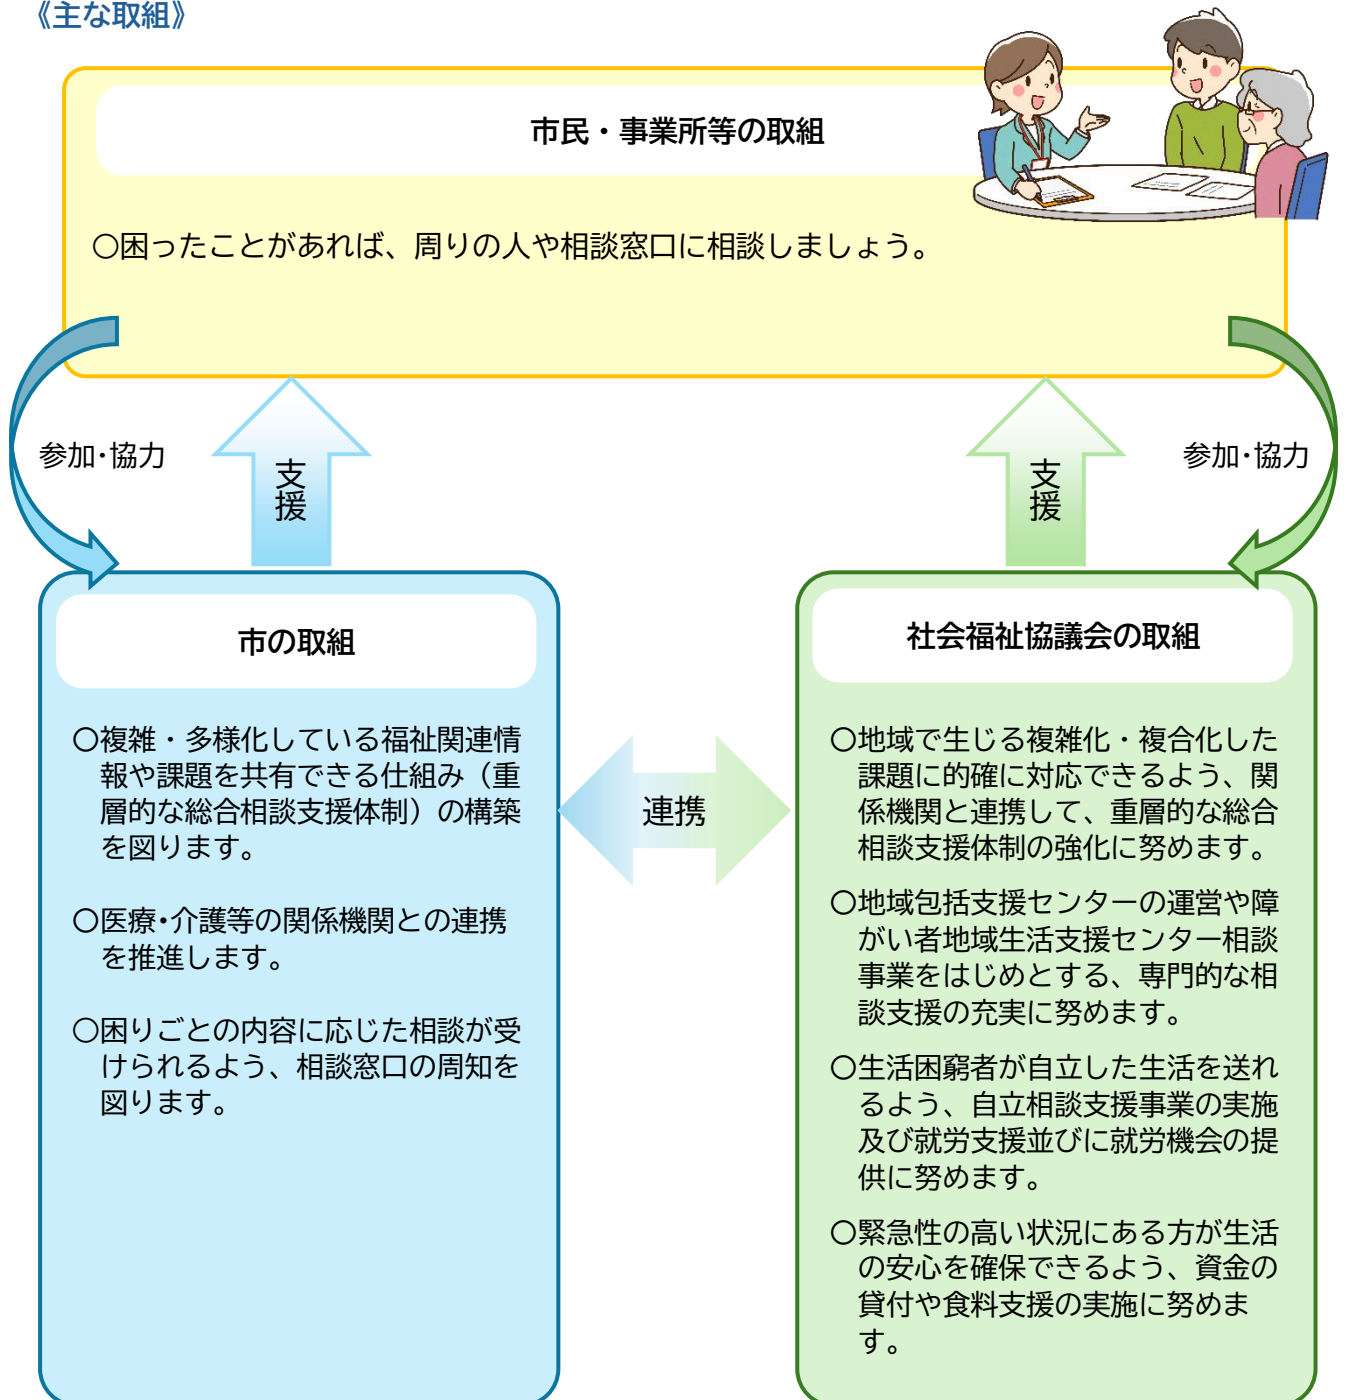 《主な取組》
市民・事業所等の取組
〇困ったことがあれば、周りの人や相談窓口に相談しましょう。
参加･協力
支援
支援
参加･協力
市の取組
〇複雑・多様化している福祉関連情
報や課題を共有できる仕組み（重
層的な総合相談支援体制）の構築
を図ります。
〇医療･介護等の関係機関との連携
を推進します。
〇困りごとの内容に応じた相談が受
けられるよう、相談窓口の周知を
図ります。
連携
社会福祉協議会の取組
〇地域で生じる複雑化・複合化した
課題に的確に対応できるよう、関
係機関と連携して、重層的な総合
相談支援体制の強化に努めます。
〇地域包括支援センターの運営や障
がい者地域生活支援センター相談
事業をはじめとする、専門的な相
談支援の充実に努めます。
〇生活困窮者が自立した生活を送れ
るよう、自立相談支援事業の実施
及び就労支援並びに就労機会の提
供に努めます。
〇緊急性の高い状況にある方が生活
の安心を確保できるよう、資金の
貸付や食料支援の実施に努めま
す。